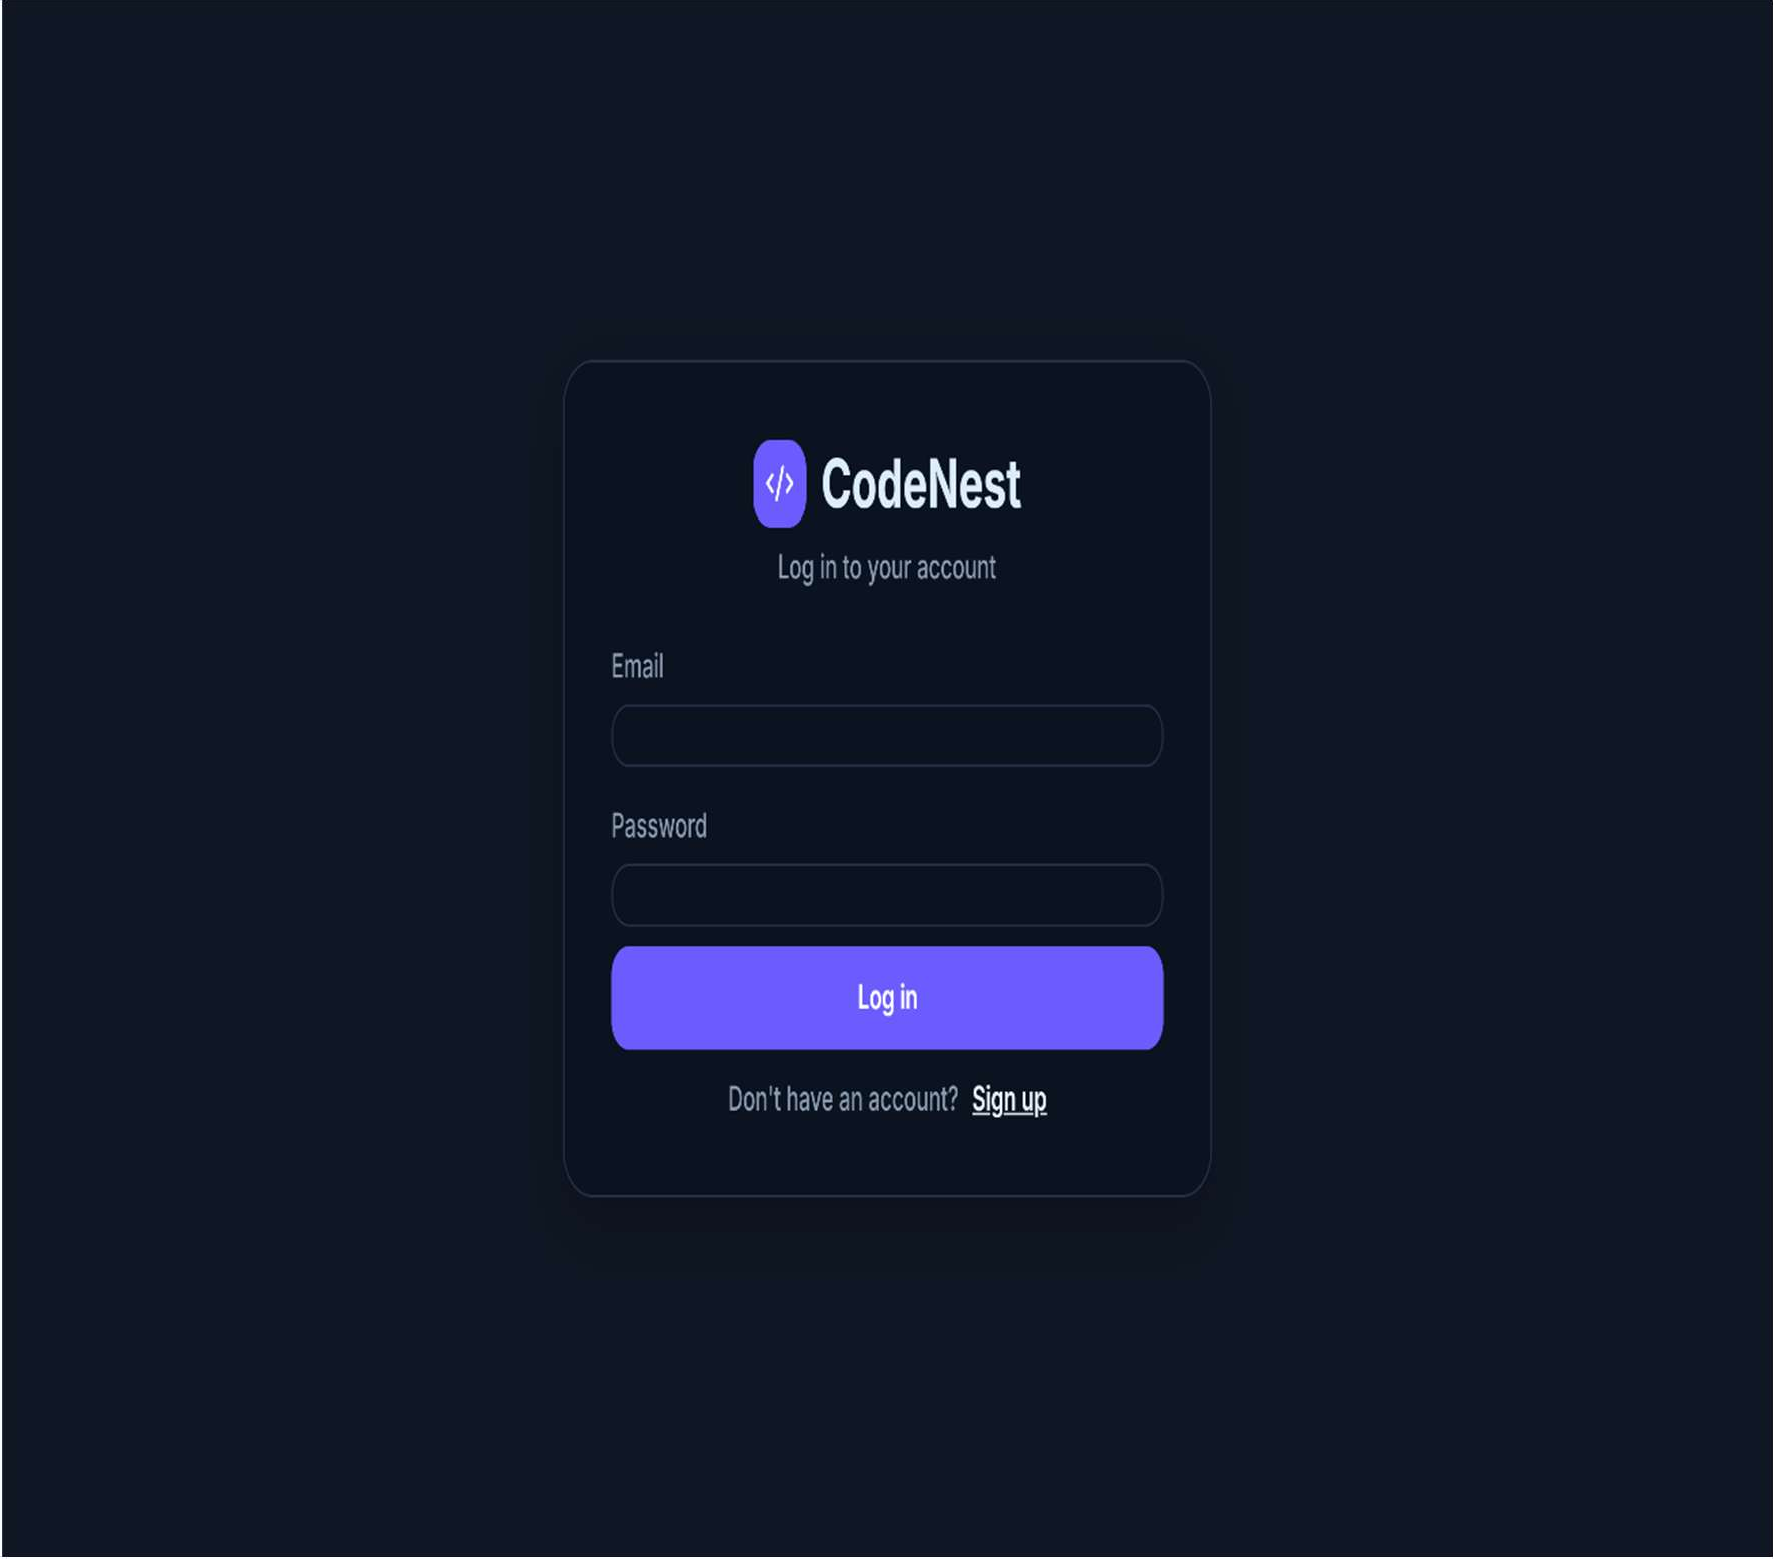 </> CodeNest
Log in to your account
Email
Password
Log in
Don't have an account? Sign up